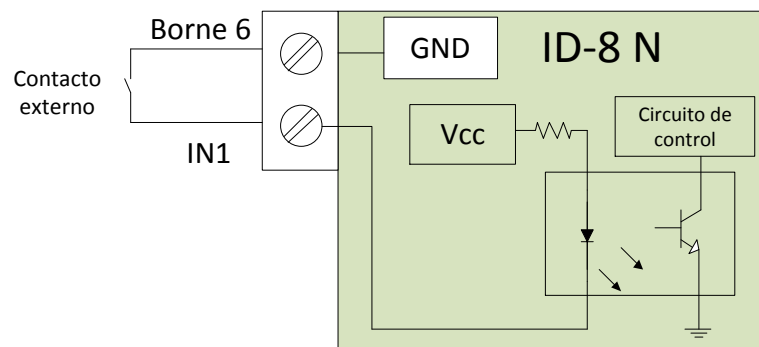 Borne 6
GND
ID-8 N
Contacto
externo
Vcc
Circuito de
control
IN1